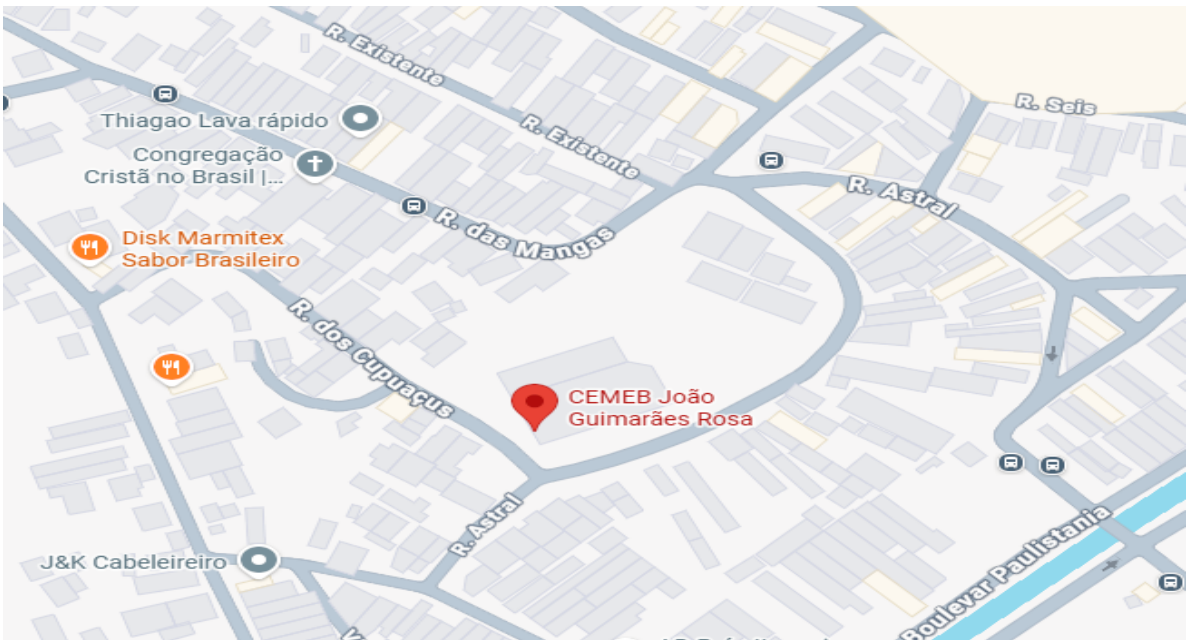 R. Existente
R. Seis
Thiagao Lava rápido
R. Existente
Congregação
Cristã no Brasil |...
R. Astral
R. das Mangas
Disk Marmitex
Sabor Brasileiro
R. dos Cupuaçus
CEMEB João
Guimarães Rosa
R. Astral
Boulevar Paulistania
J&K Cabeleireiro